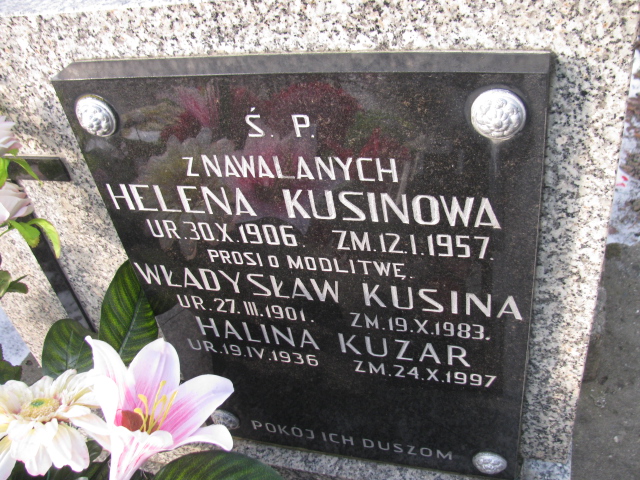 Ś. P.
Z NAWALANYCH
HELENA KUSINOWA
UR. 30.X.1906. ZM. 12.I.1957.
PROSI O MODLITWĘ.
WŁADYSŁAW KUSINA
UR. 27.III.1901. ZM. 19.X.1983.
HALINA KUZAR
UR. 19.IV.1936 ZM. 24.X.1997
POKÓJ ICH DUSZOM